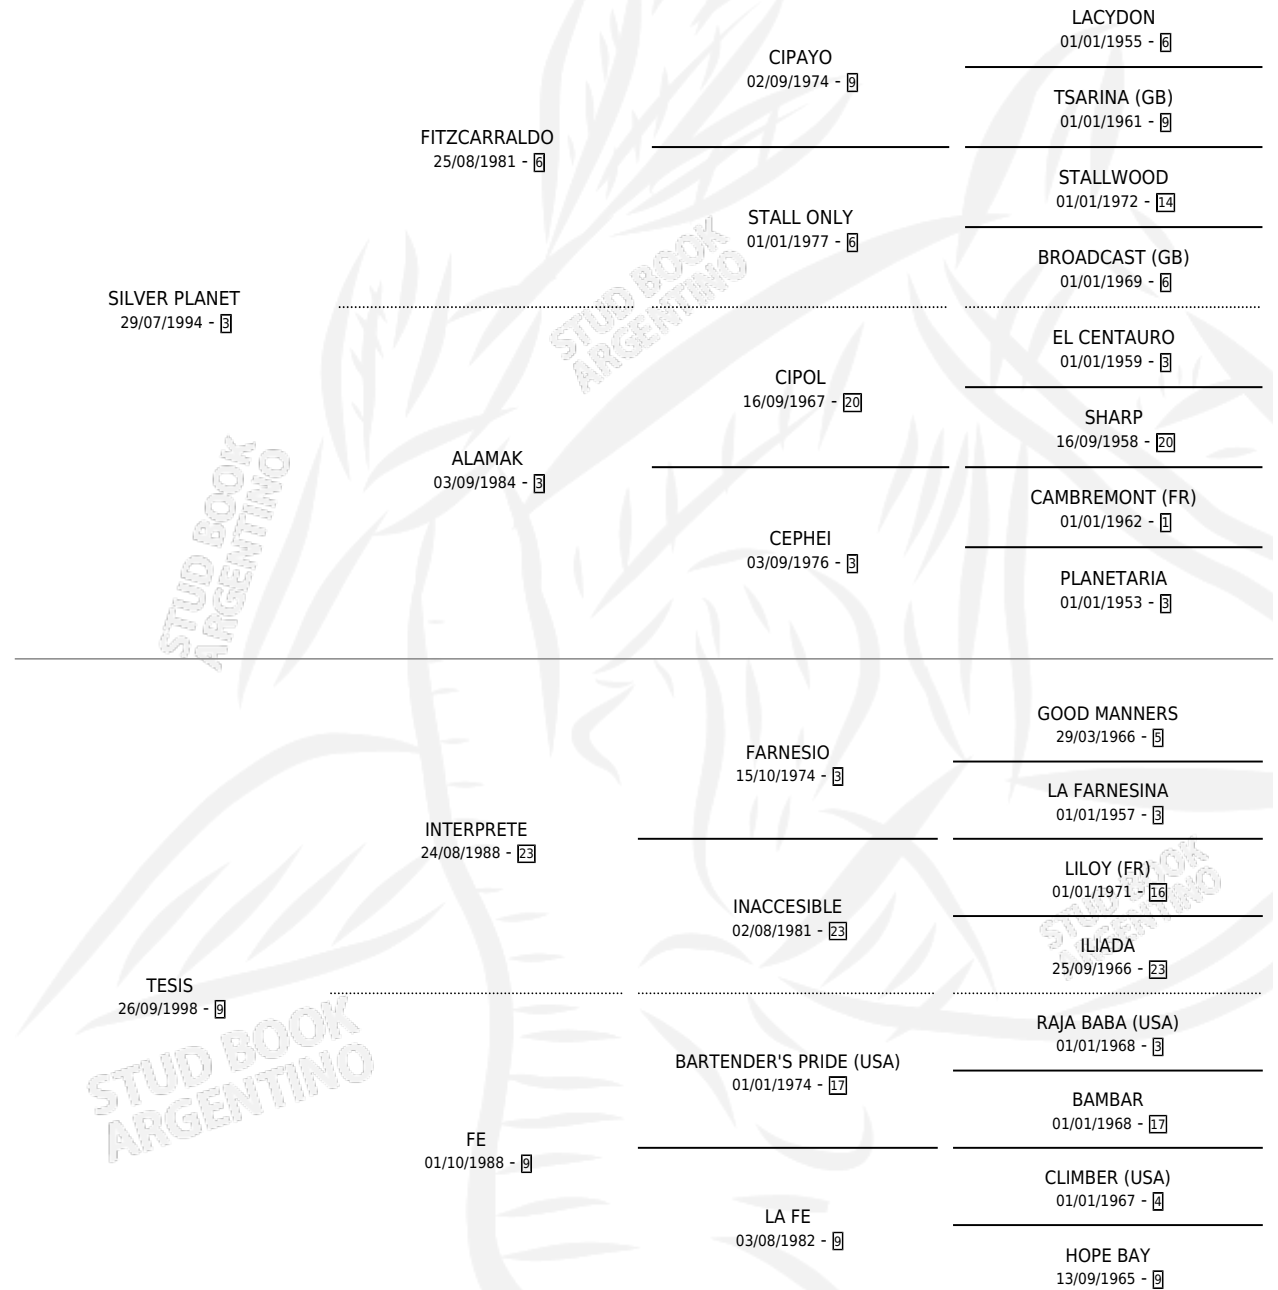 LACYDON
01/01/1955 - 6
CIPAYO
02/09/1974 - 9
TSARINA (GB)
01/01/1961 - 9
FITZCARRALDO
25/08/1981 - 6
STALLWOOD
01/01/1972 - 14
STALL ONLY
01/01/1977 - 6
BROADCAST (GB)
01/01/1969 - 6
SILVER PLANET
29/07/1994 - 3
EL CENTAURO
01/01/1959 - 3
CIPOL
16/09/1967 - 20
SHARP
16/09/1958 - 20
ALAMAK
03/09/1984 - 3
CAMBREMONT (FR)
01/01/1962 - 1
CEPHEI
03/09/1976 - 3
PLANETARIA
01/01/1953 - 3
GOOD MANNERS
29/03/1966 - 5
FARNESIO
15/10/1974 - 3
LA FARNESINA
01/01/1957 - 3
INTERPRETE
24/08/1988 - 23
LILOY (FR)
01/01/1971 - 16
INACCESIBLE
02/08/1981 - 23
ILIADA
25/09/1966 - 23
TESIS
26/09/1998 - 9
RAJA BABA (USA)
01/01/1968 - 3
BARTENDER'S PRIDE (USA)
01/01/1974 - 17
BAMBAR
01/01/1968 - 17
FE
01/10/1988 - 9
CLIMBER (USA)
01/01/1967 - 4
LA FE
03/08/1982 - 9
HOPE BAY
13/09/1965 - 9
STUD BOOK
ARGENTINO
STUD BOOK
ARGENTINO
STUD BOOK
ARGENTINO
STUD BOOK
ARGENTINO